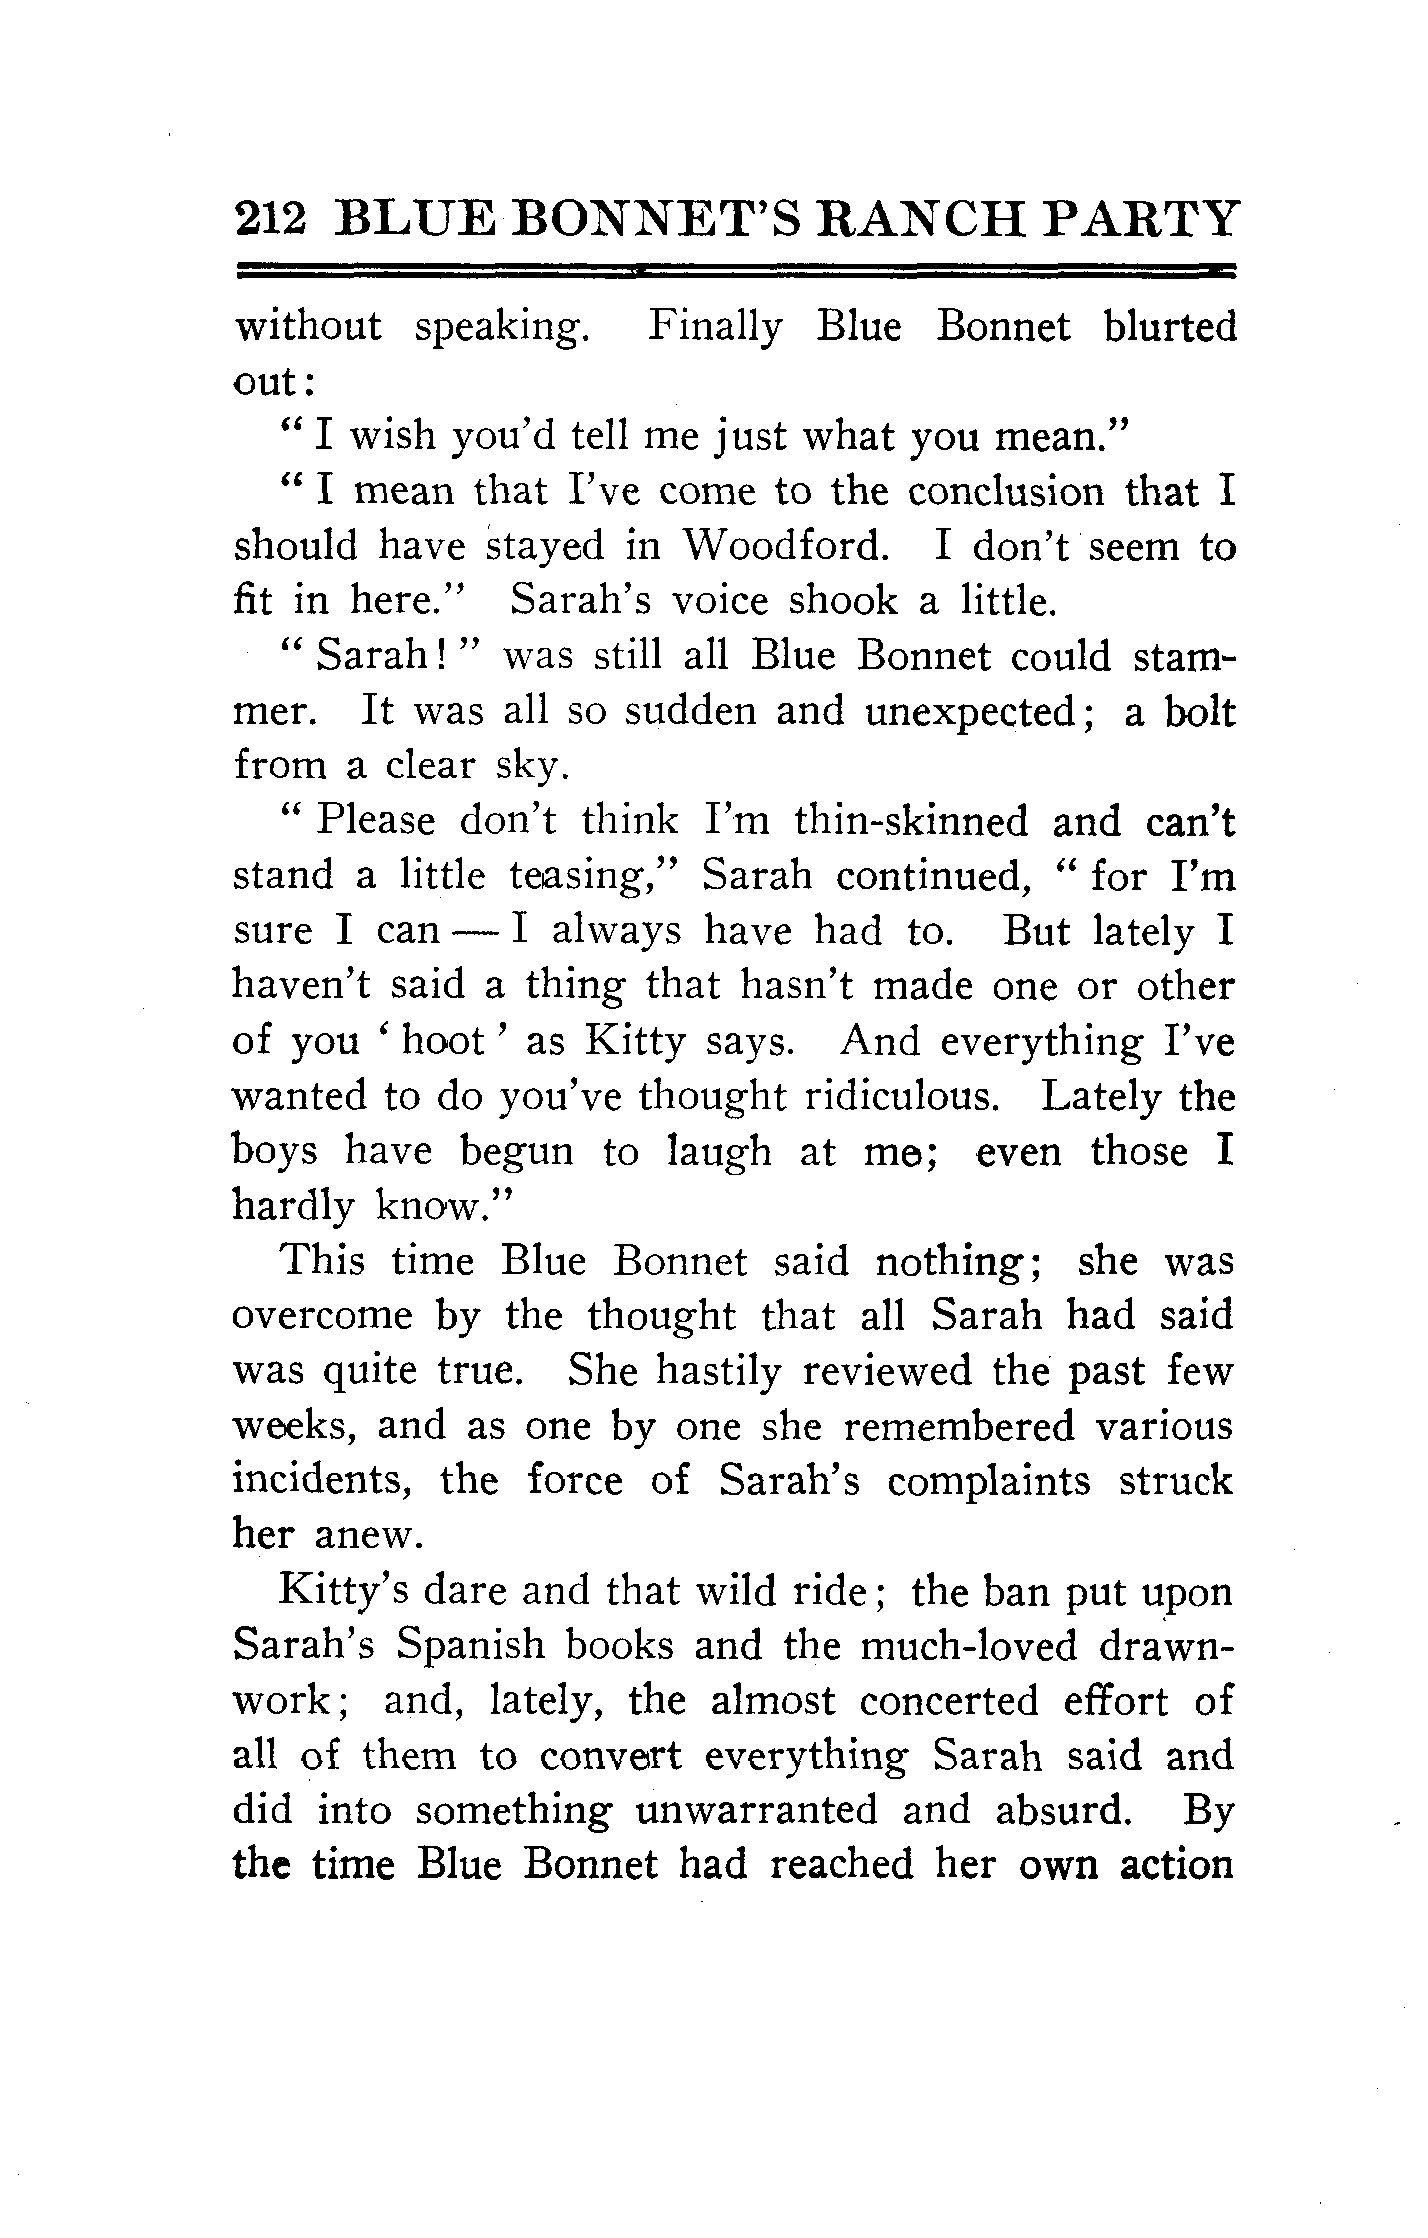 212 BLUE BONNET'S RANCH PARTY
without speaking. Finally Blue Bonnet blurted
out:
" I wish you'd tell me just what you mean."
" I mean that I've come to the conclusion that I
should have stayed in Woodford. I don't seem to
fit in here." Sarah's voice shook a little.
" Sarah! " was still all Blue Bonnet could stam-
mer. It was all so sudden and unexpected; a bolt
from a clear sky.
" Please don't think I'm thin-skinned and can't
stand a little teasing," Sarah continued, " for I'm
sure I can — I always have had to. But lately I
haven't said a thing that hasn't made one or other
of you ' hoot ' as Kitty says. And everything I've
wanted to do you've thought ridiculous. Lately the
boys have begun to laugh at me; even those I
hardly know."
This time Blue Bonnet said nothing; she was
overcome by the thought that all Sarah had said
was quite true. She hastily reviewed the past few
weeks, and as one by one she remembered various
incidents, the force of Sarah's complaints struck
her anew.
Kitty's dare and that wild ride; the ban put upon
Sarah's Spanish books and the much-loved drawn-
work; and, lately, the almost concerted effort of
all of them to convert everything Sarah said and
did into something unwarranted and absurd. By
the time Blue Bonnet had reached her own action